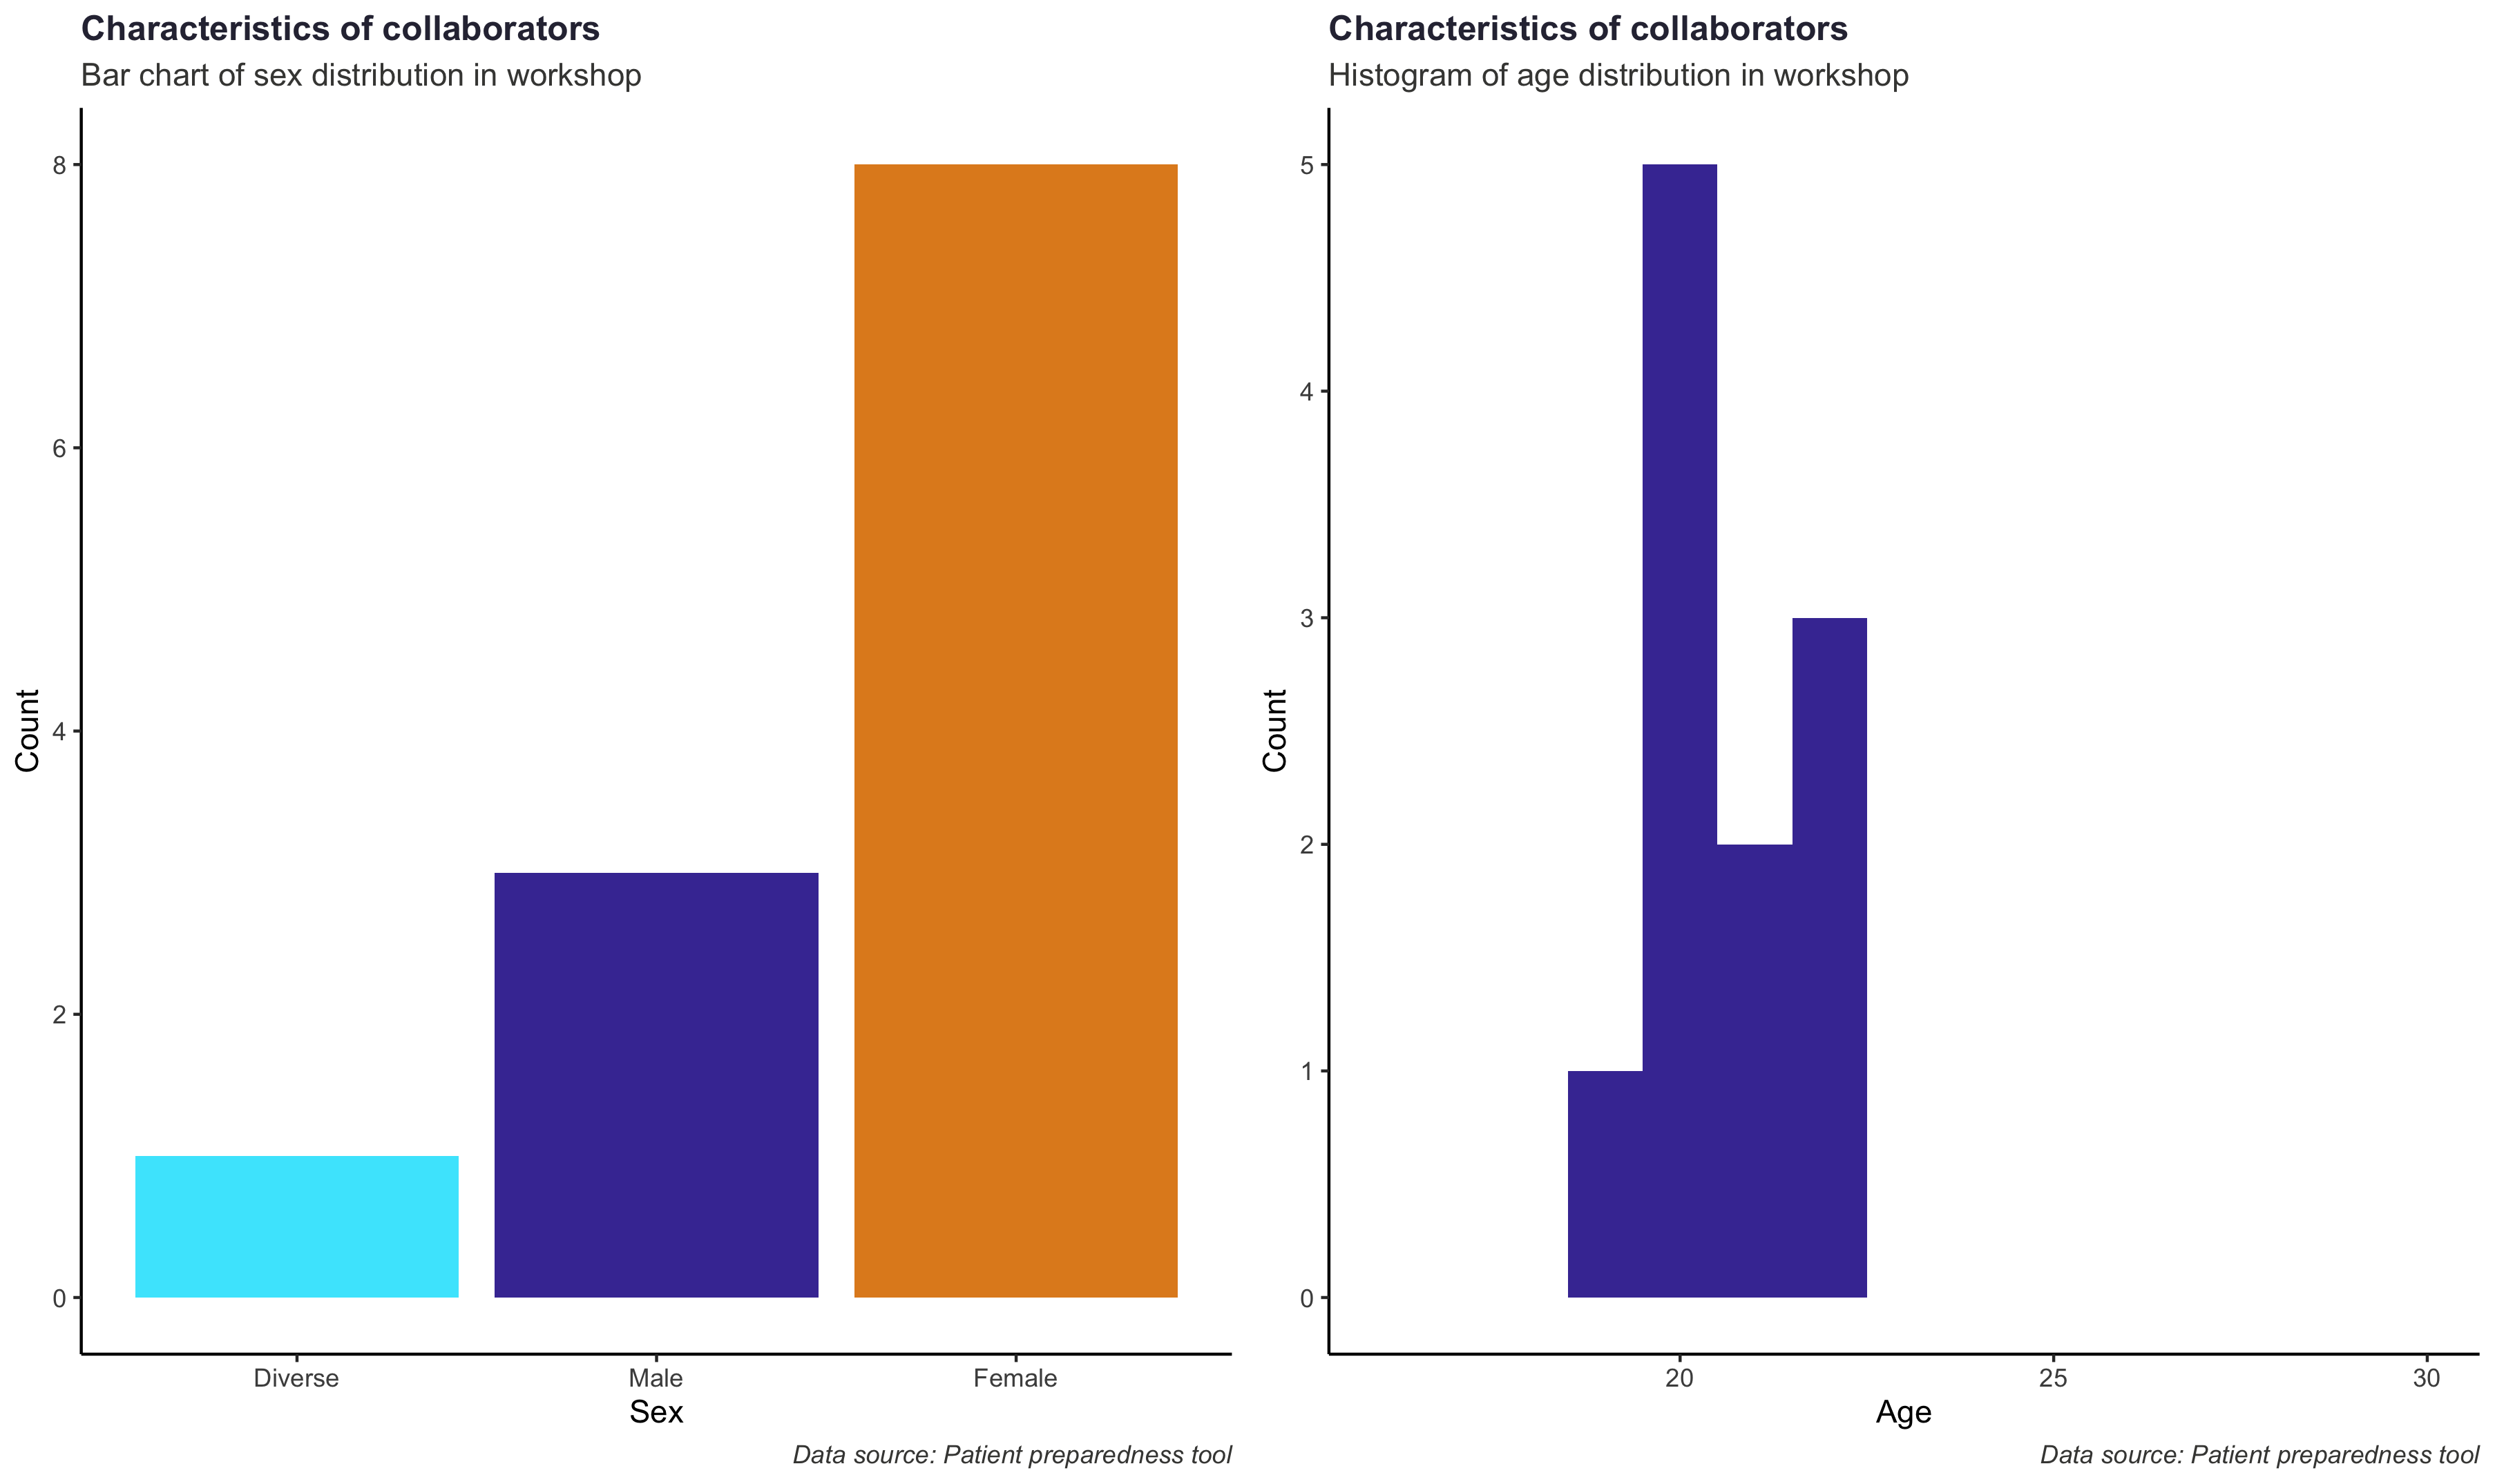 Characteristics of collaborators
Bar chart of sex distribution in workshop
8
6
4
2
0
Count
Diverse Male Female
Sex
Data source: Patient preparedness tool
Characteristics of collaborators
Histogram of age distribution in workshop
5
4
3
2
1
0
Count
20 25 30
Age
Data source: Patient preparedness tool